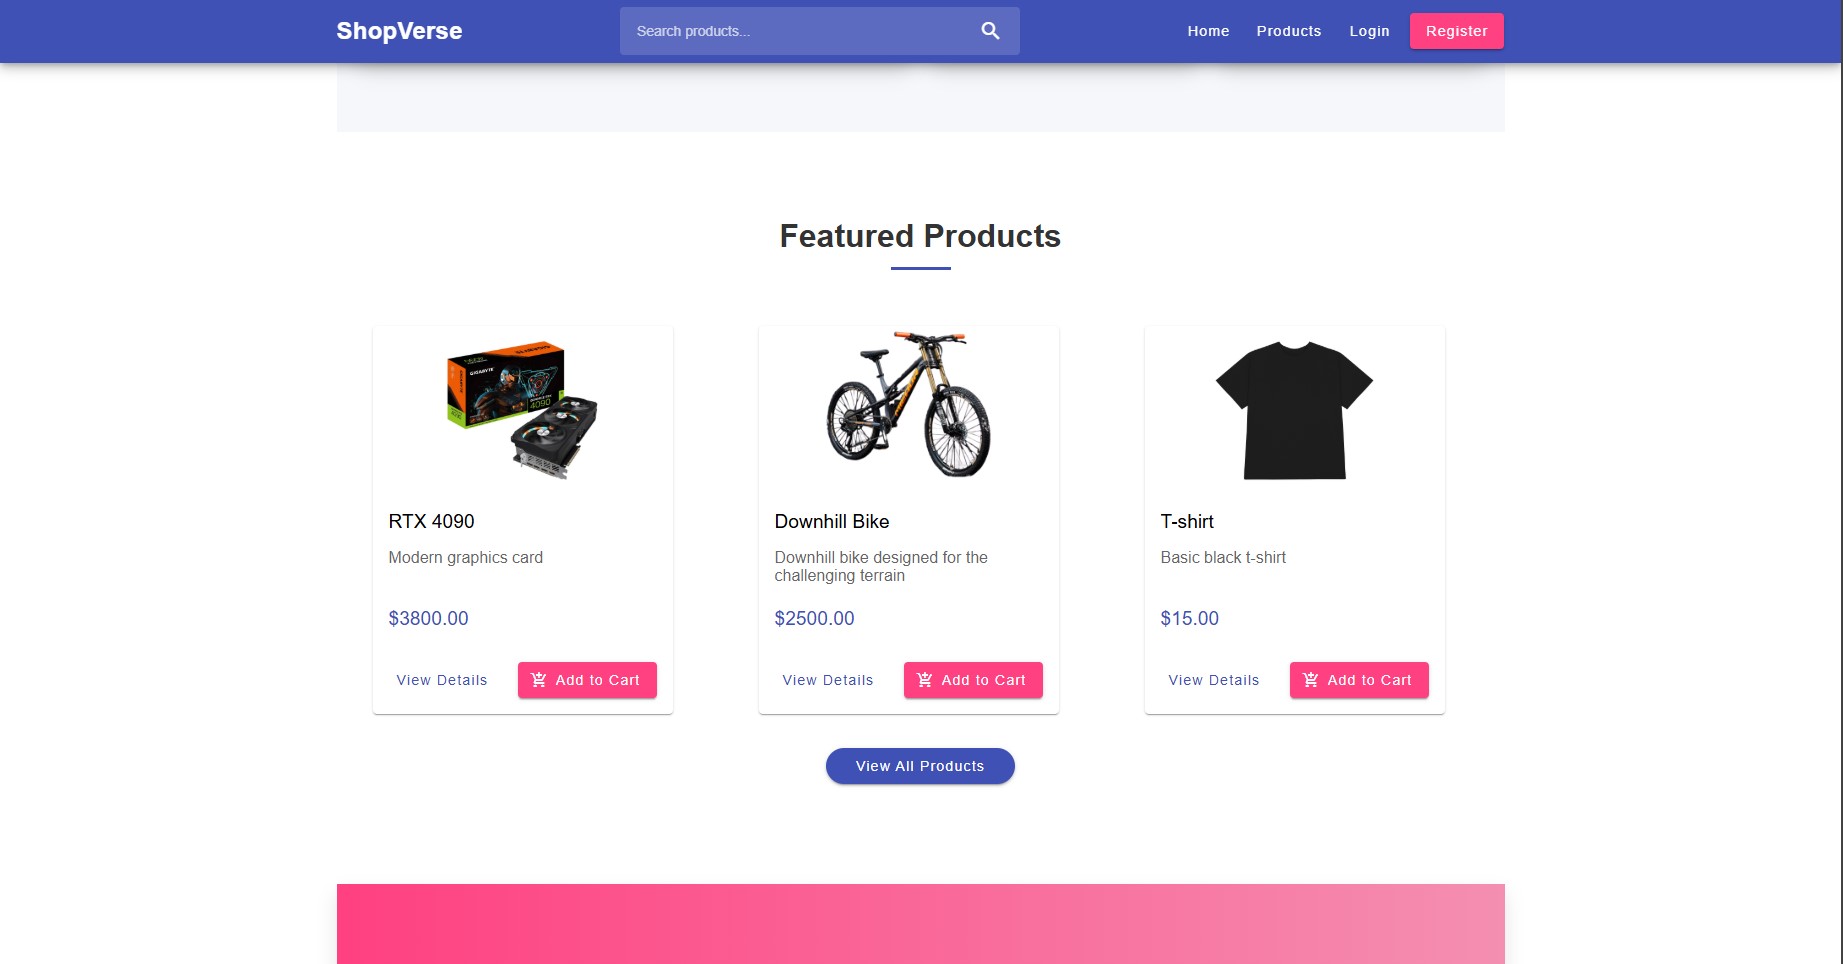 ShopVerse
Search products...
Home
Products
Login
Register
Featured Products
GIGABYTE
4090
RTX 4090
Modern graphics card
$3800.00
View Details
Add to Cart
Downhill Bike
Downhill bike designed for the
challenging terrain
$2500.00
View Details
Add to Cart
T-shirt
Basic black t-shirt
$15.00
View Details
Add to Cart
View All Products